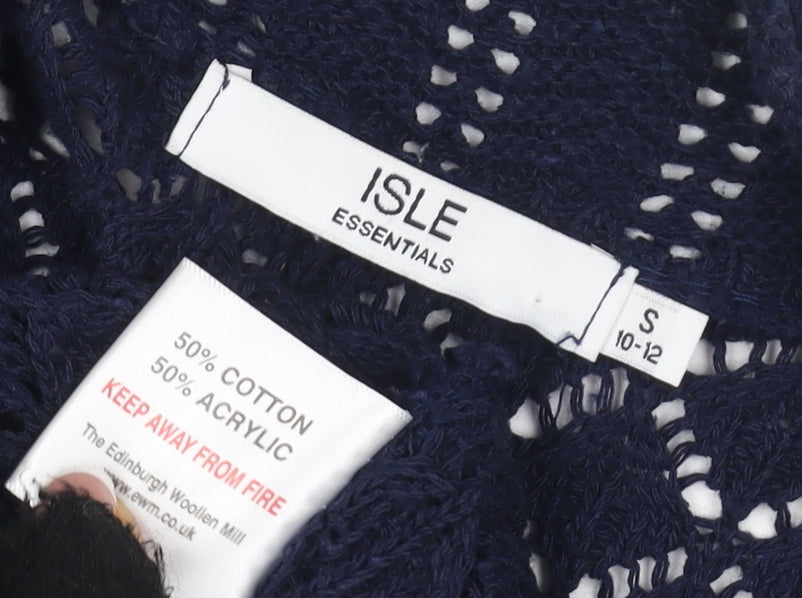 ISLE
ESSENTIALS
S
10-12
50% COTTON
50% ACRYLIC
KEEP AWAY FROM FIRE
The Edinburgh Woollen Mill
www.ewm.co.uk